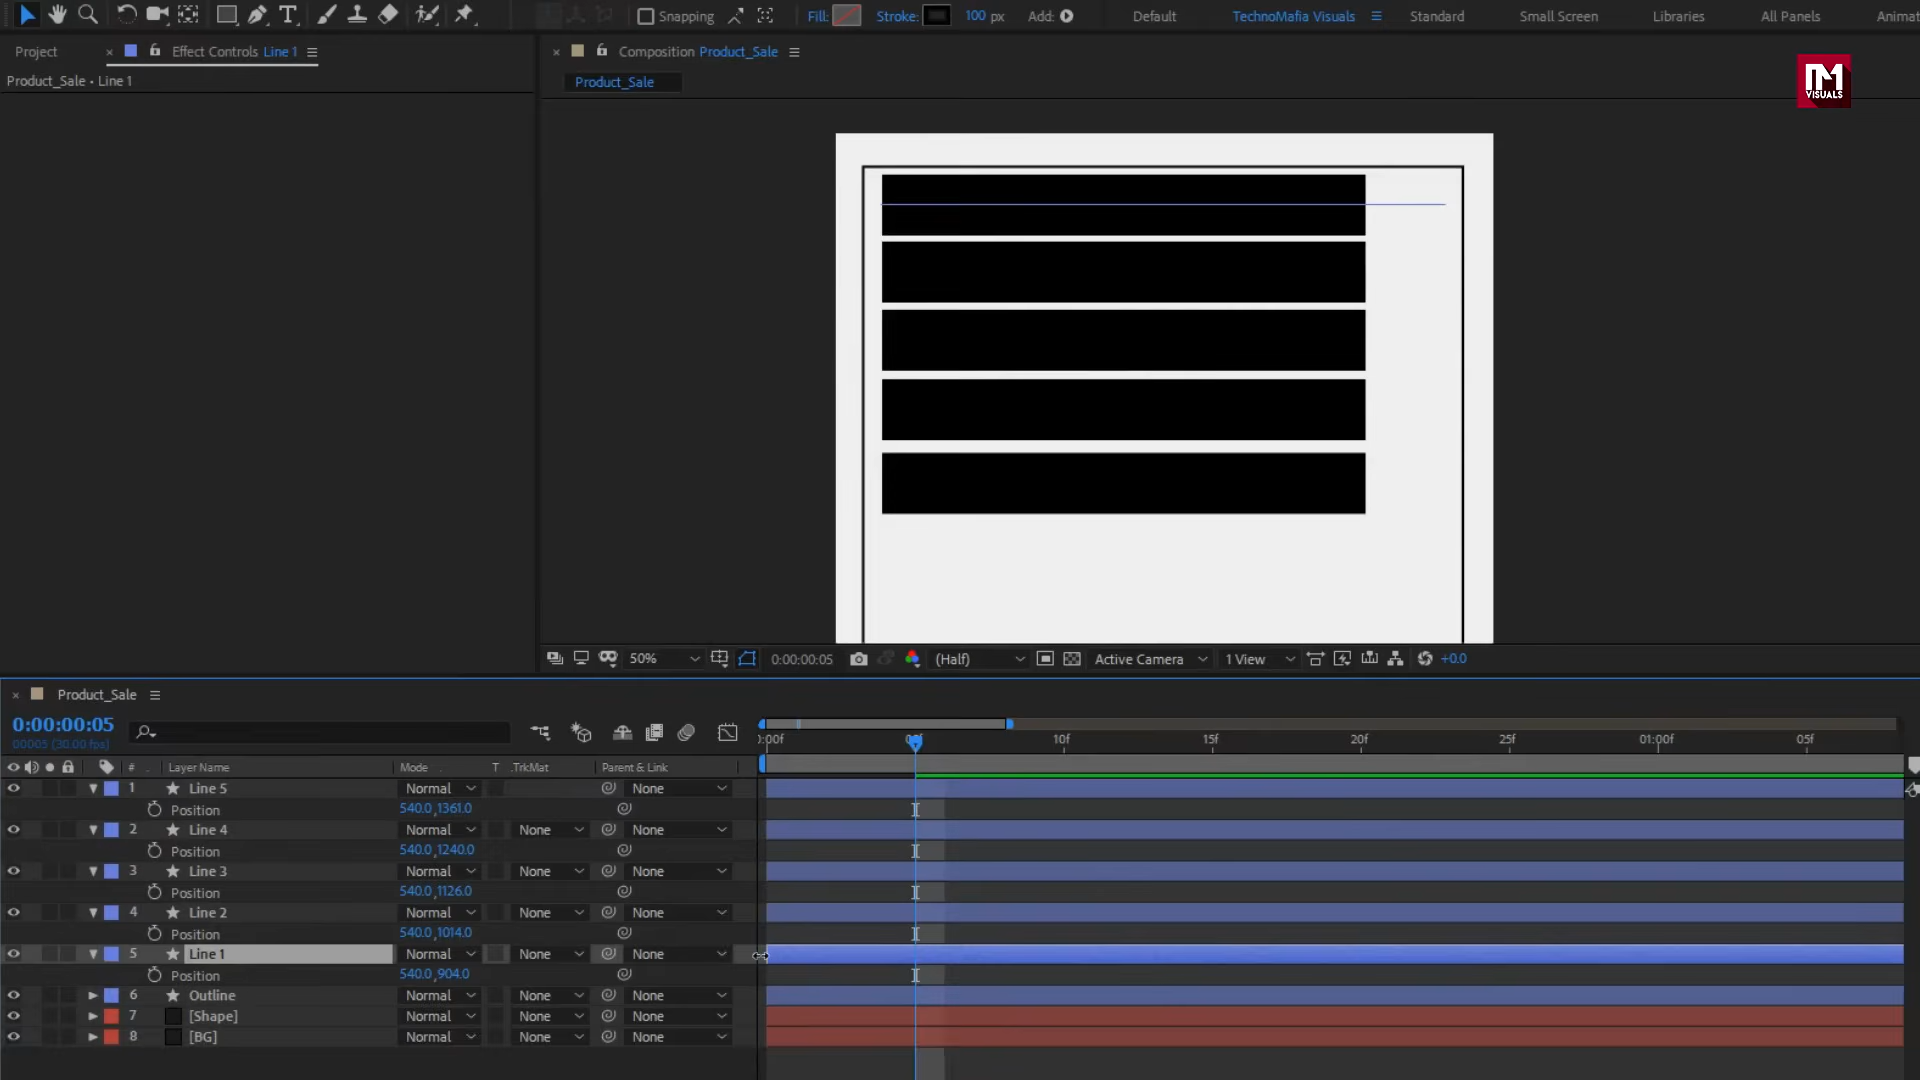 Snapping Fill: Stroke: 100 px Add: Default TechnoMafia Visuals Standard Small Screen Libraries All Panels Animat
Project Effect Controls Line 1
Composition Product_Sale
Product_Sale • Line 1
Product_Sale
VISUALS
50% 0:00:00:05 (Half) Active Camera 1 View +0.0
Product_Sale
0:00:00:05
00005 (30.00 fps)
:00f 10f 15f 20f 25f 01:00f 05f
# Layer Name Mode T .TrkMat Parent & Link
1 Line 5 Normal None
Position 540.0,1361.0
2 Line 4 Normal None None
Position 540.0,1240.0
3 Line 3 Normal None None
Position 540.0,1126.0
4 Line 2 Normal None None
Position 540.0,1014.0
5 Line 1 Normal None None
Position 540.0,904.0
6 Outline Normal None None
7 [Shape] Normal None None
8 [BG] Normal None None